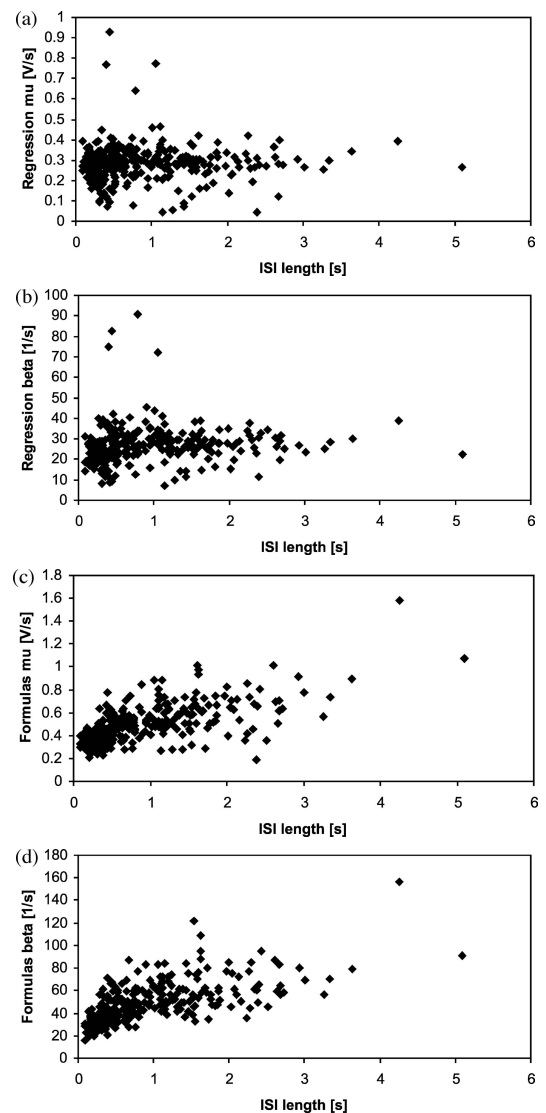 (a)
Regression mu [V/s]
1
0.9
0.8
0.7
0.6
0.5
0.4
0.3
0.2
0.1
0
0 1 2 3 4 5 6
ISI length [s]
(b)
Regression beta [1/s]
100
90
80
70
60
50
40
30
20
10
0
0 1 2 3 4 5 6
ISI length [s]
(c)
Formulas mu [V/s]
1.8
1.6
1.4
1.2
1
0.8
0.6
0.4
0.2
0
0 1 2 3 4 5 6
ISI length [s]
(d)
Formulas beta [1/s]
180
160
140
120
100
80
60
40
20
0
0 1 2 3 4 5 6
ISI length [s]